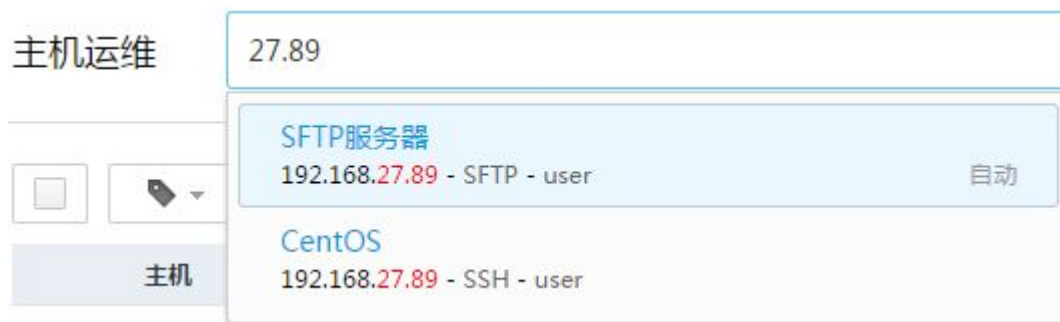 主机运维
27.89
SFTP服务器
192.168.27.89 - SFTP - user
自动
CentOS
192.168.27.89 - SSH - user
主机